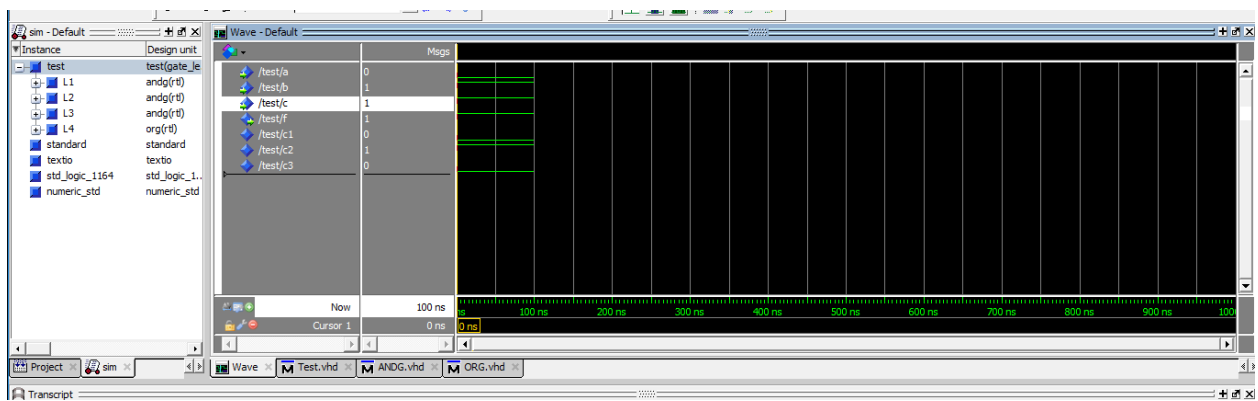 sim - Default
Wave - Default
Instance
Design unit
Msgs
test
test(gate_le
L1
andg(rtl)
L2
andg(rtl)
L3
andg(rtl)
L4
org(rtl)
standard
standard
textio
textio
std_logic_1164
std_logic_1..
numeric_std
numeric_std
/test/a
0
/test/b
1
/test/c
1
/test/f
1
/test/c1
0
/test/c2
1
/test/c3
0
Now
100 ns
ns
100 ns
200 ns
300 ns
400 ns
500 ns
600 ns
700 ns
800 ns
900 ns
100
Cursor 1
0 ns
0 ns
Project
sim
Wave
Test.vhd
ANDG.vhd
ORG.vhd
Transcript